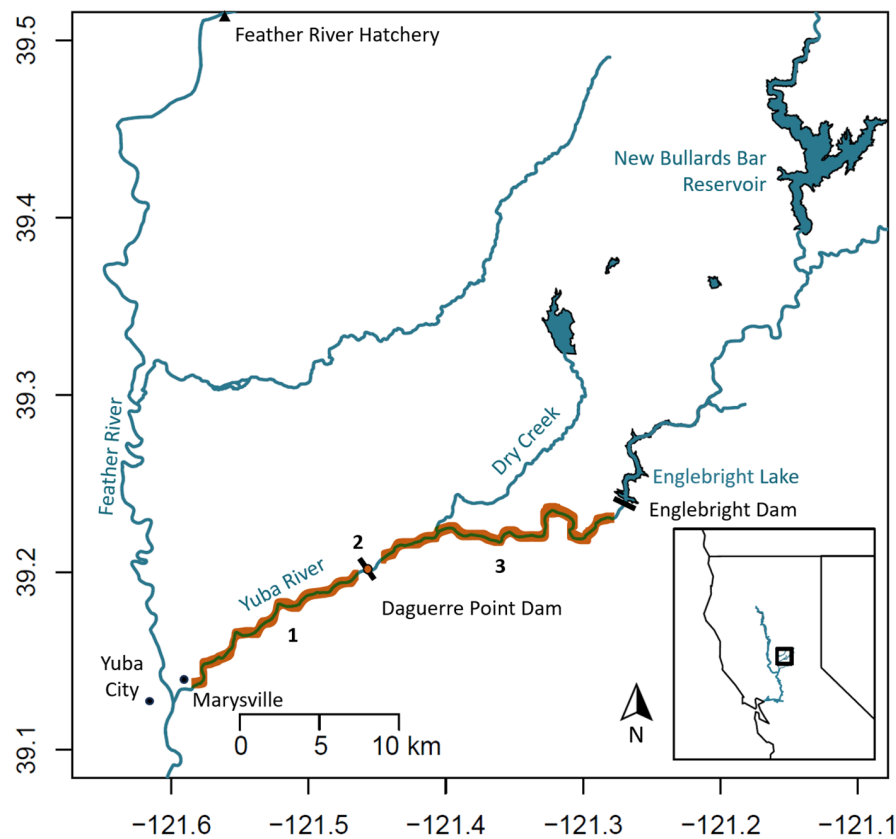 39.5
39.4
39.3
39.2
39.1
Feather River Hatchery
New Bullards Bar
Reservoir
Feather River
Dry Creek
Englebright Lake
Englebright Dam
2
3
Yuba River
Daguerre Point Dam
1
Yuba
City
Marysville
0 5 10 km
N
−121.6 −121.5 −121.4 −121.3 −121.2 −121.1